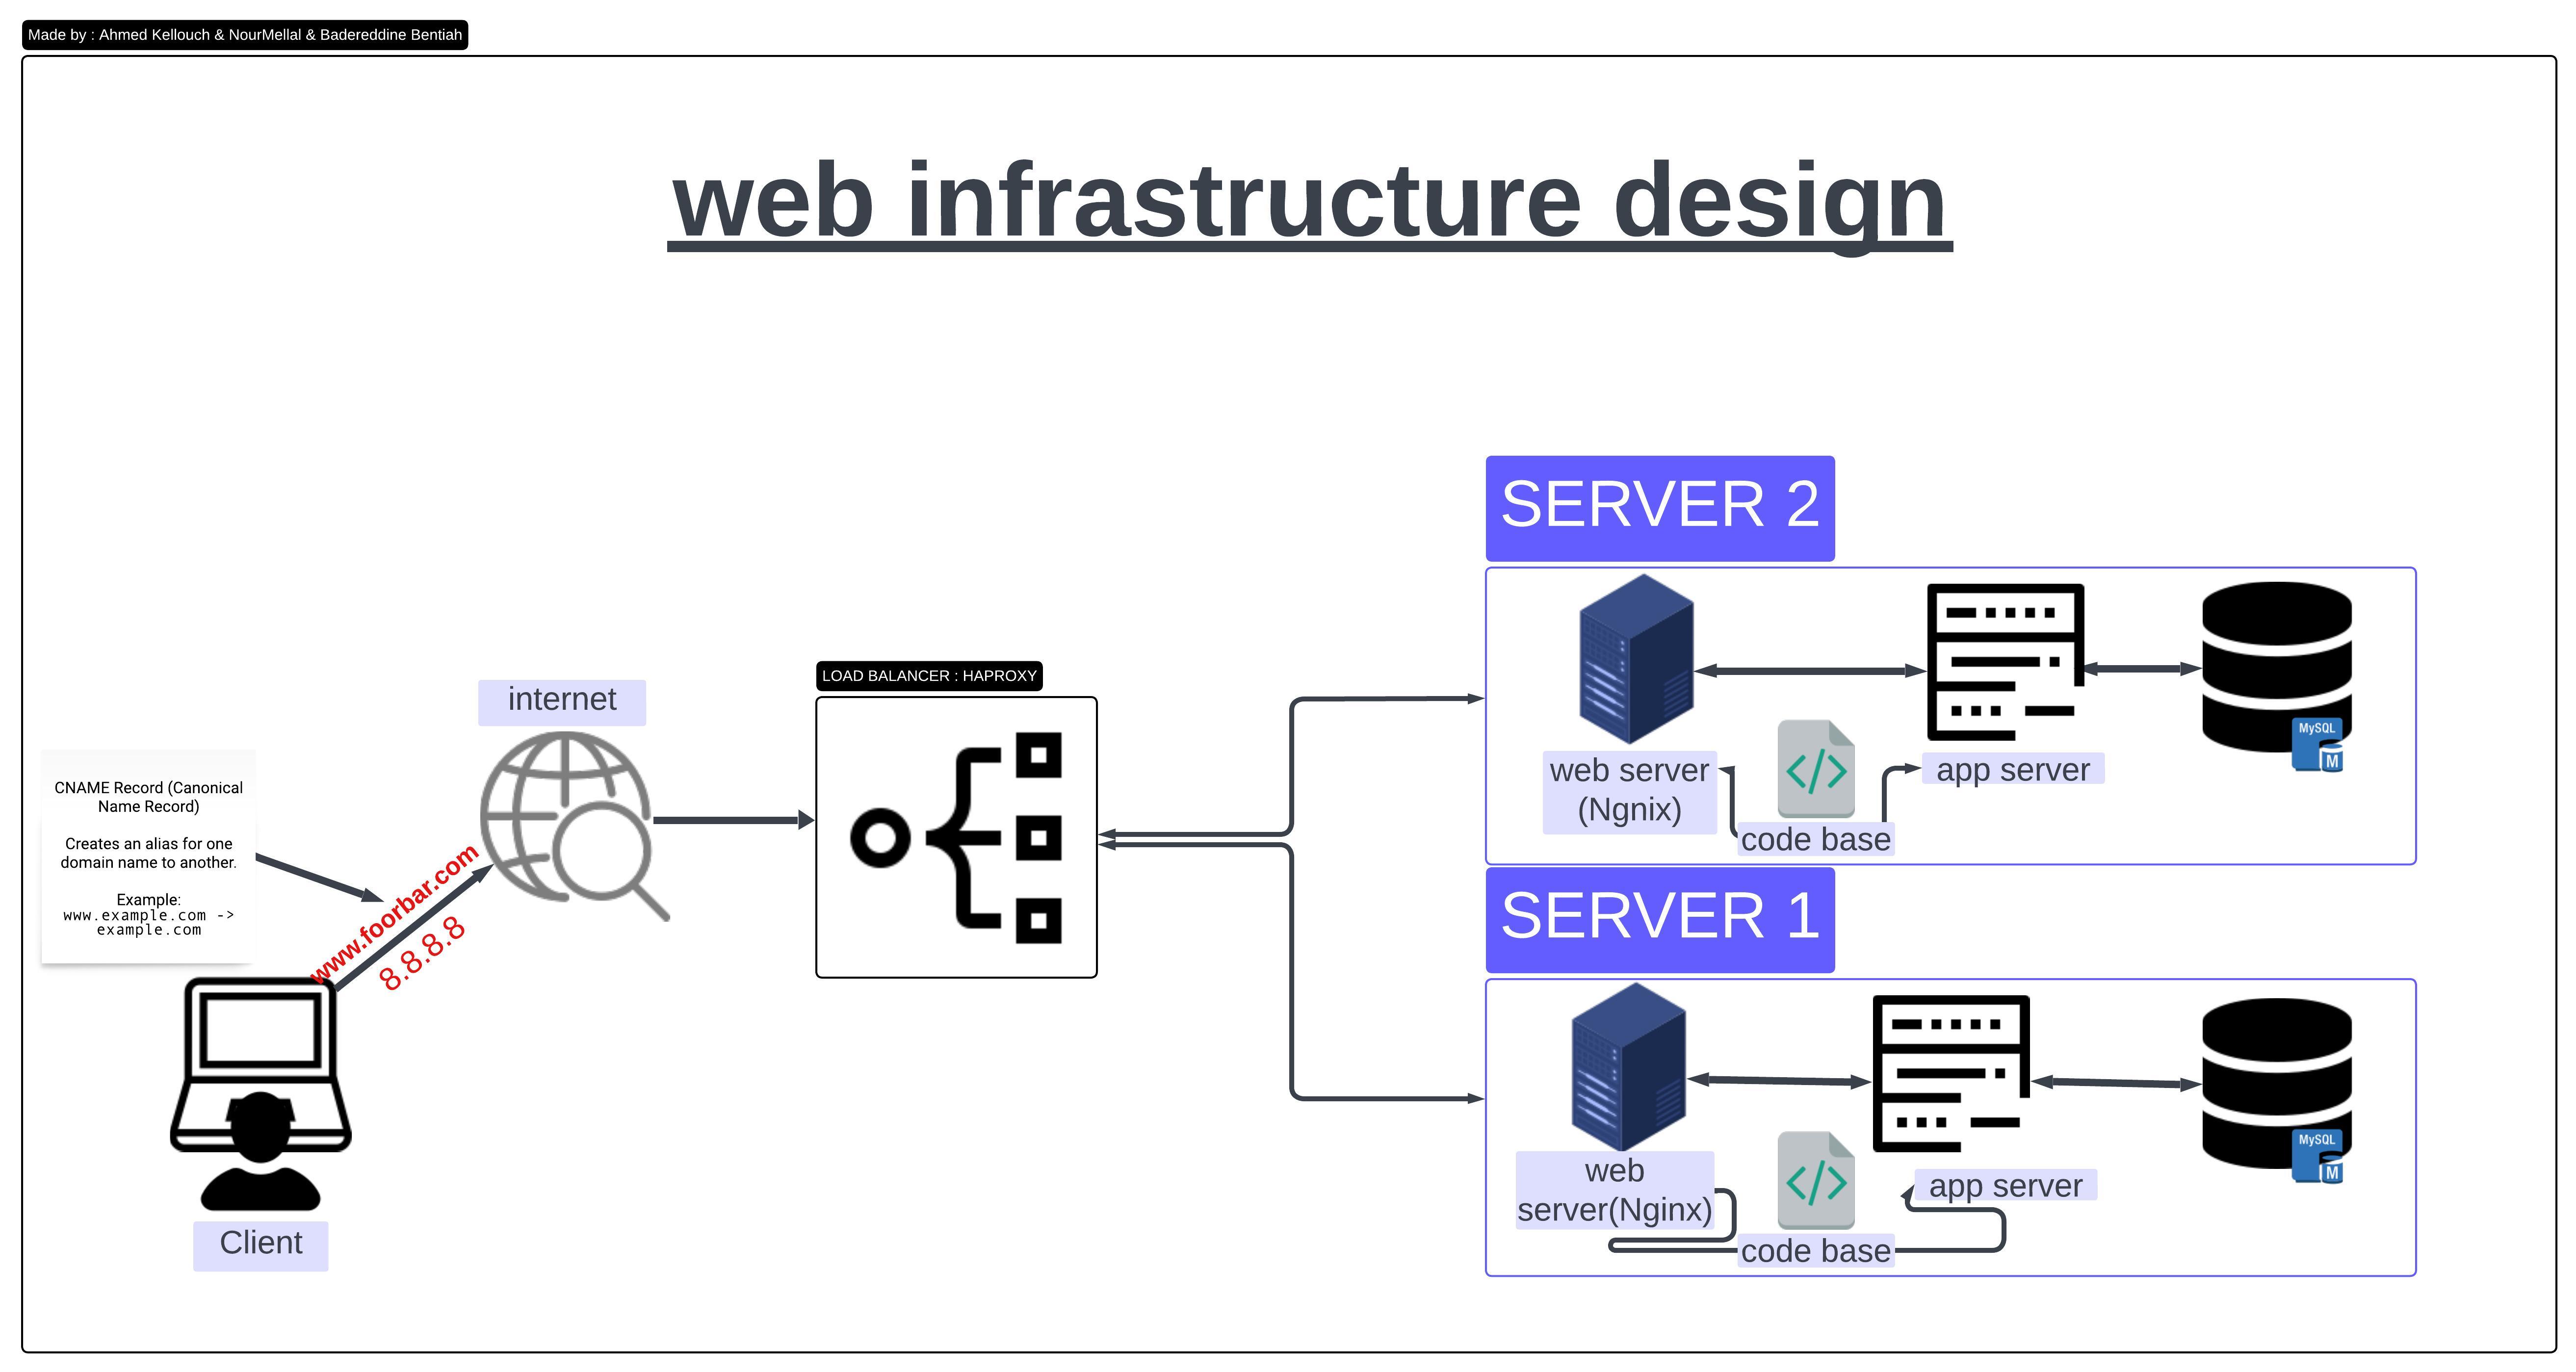 Made by : Ahmed Kellouch & NourMellal & Badereddine Bentiah
web infrastructure design
SERVER 2
LOAD BALANCER : HAPROXY
internet
MySQL
M
web server
(Ngnix)
app server
code base
CNAME Record (Canonical
Name Record)
Creates an alias for one
domain name to another.
Example:
www.example.com ->
example.com
www.foorbar.com
8.8.8.8
SERVER 1
MySQL
M
web
server(Nginx)
app server
code base
Client